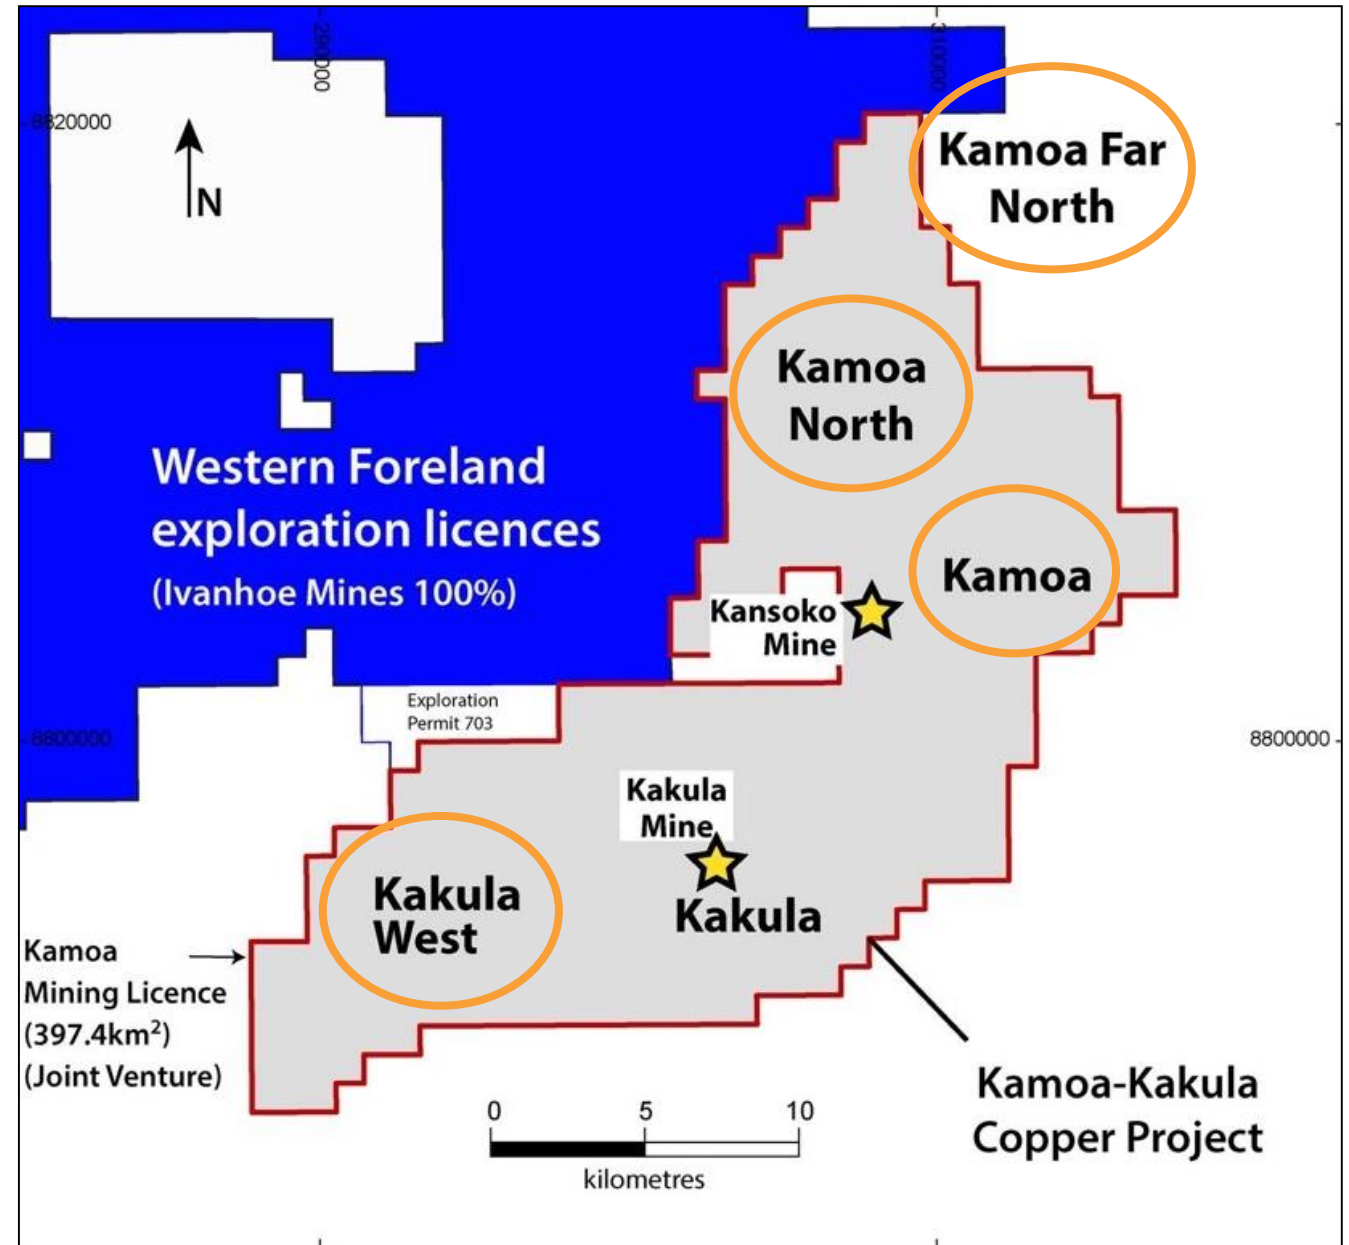 290000
310000
8820000
N
Kamoa Far
North
Kamoa
North
Western Foreland
exploration licences
(Ivanhoe Mines 100%)
Kamoa
Kansoko
Mine
Exploration
Permit 703
8800000
8800000
Kakula
Mine
Kakula
West
Kakula
Kamoa
Mining Licence
(397.4km²)
(Joint Venture)
Kamoa-Kakula
Copper Project
0 5 10
kilometres